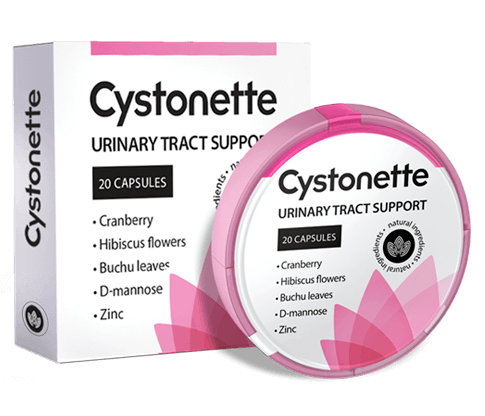 Cystonette
Cystonette
URINARY TRACT SUPPORT
20 CAPSULES
• Cranberry
• Hibiscus flowers
• Buchu leaves
• D-mannose
• Zinc
Cystonette
URINARY TRACT SUPPORT
20 CAPSULES
• Cranberry
• Hibiscus flowers
• Buchu leaves
• D-mannose
• Zinc
natural ingredients • natural ingredients •